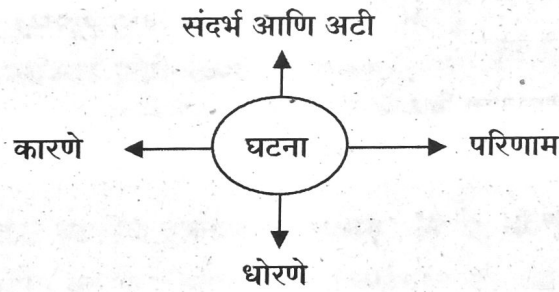 संदर्भ आणि अटी
कारणे
घटना
परिणाम
धोरणे